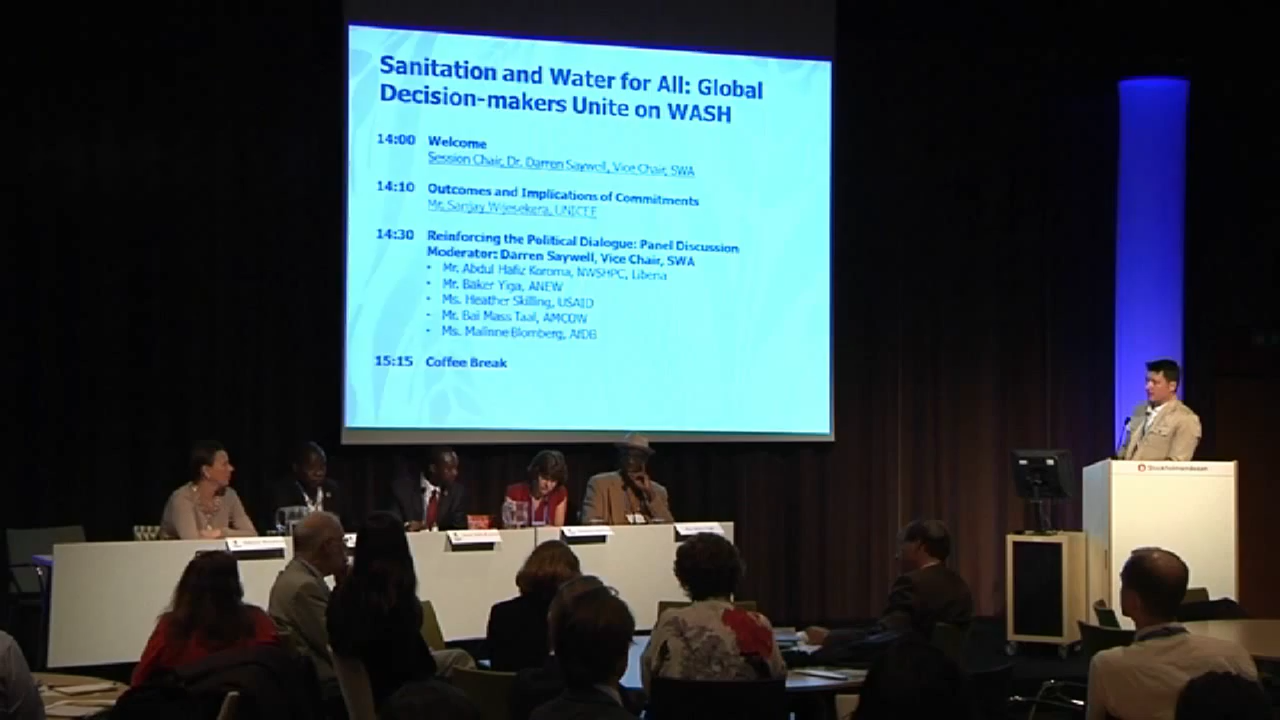 Sanitation and Water for All: Global
Decision-makers Unite on WASH
14:00 Welcome
Session Chair, Dr. Darren Saywell, Vice Chair, SWA
14:10 Outcomes and Implications of Commitments
Mr. Sanjay Wijesekera, UNICEF
14:30 Reinforcing the Political Dialogue: Panel Discussion
Moderator: Darren Saywell, Vice Chair, SWA
• Mr. Abdul Hafiz Koroma, NWSHPC, Liberia
• Mr. Baker Yiga, ANEW
• Ms. Heather Skilling, USAID
• Mr. Bai Mass Taal, AMCOW
• Ms. Malinne Blomberg, AfDB
15:15 Coffee Break
Stockholmsmässan